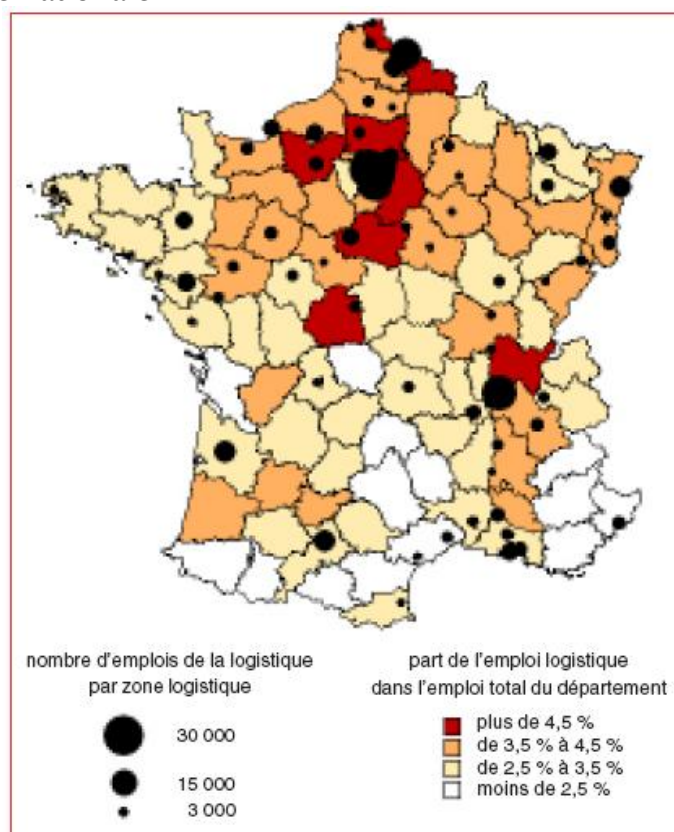 nombre d'emplois de la logistique
par zone logistique
30 000
15 000
3 000
part de l'emploi logistique
dans l'emploi total du département
plus de 4,5 %
de 3,5 % à 4,5 %
de 2,5 % à 3,5 %
moins de 2,5 %